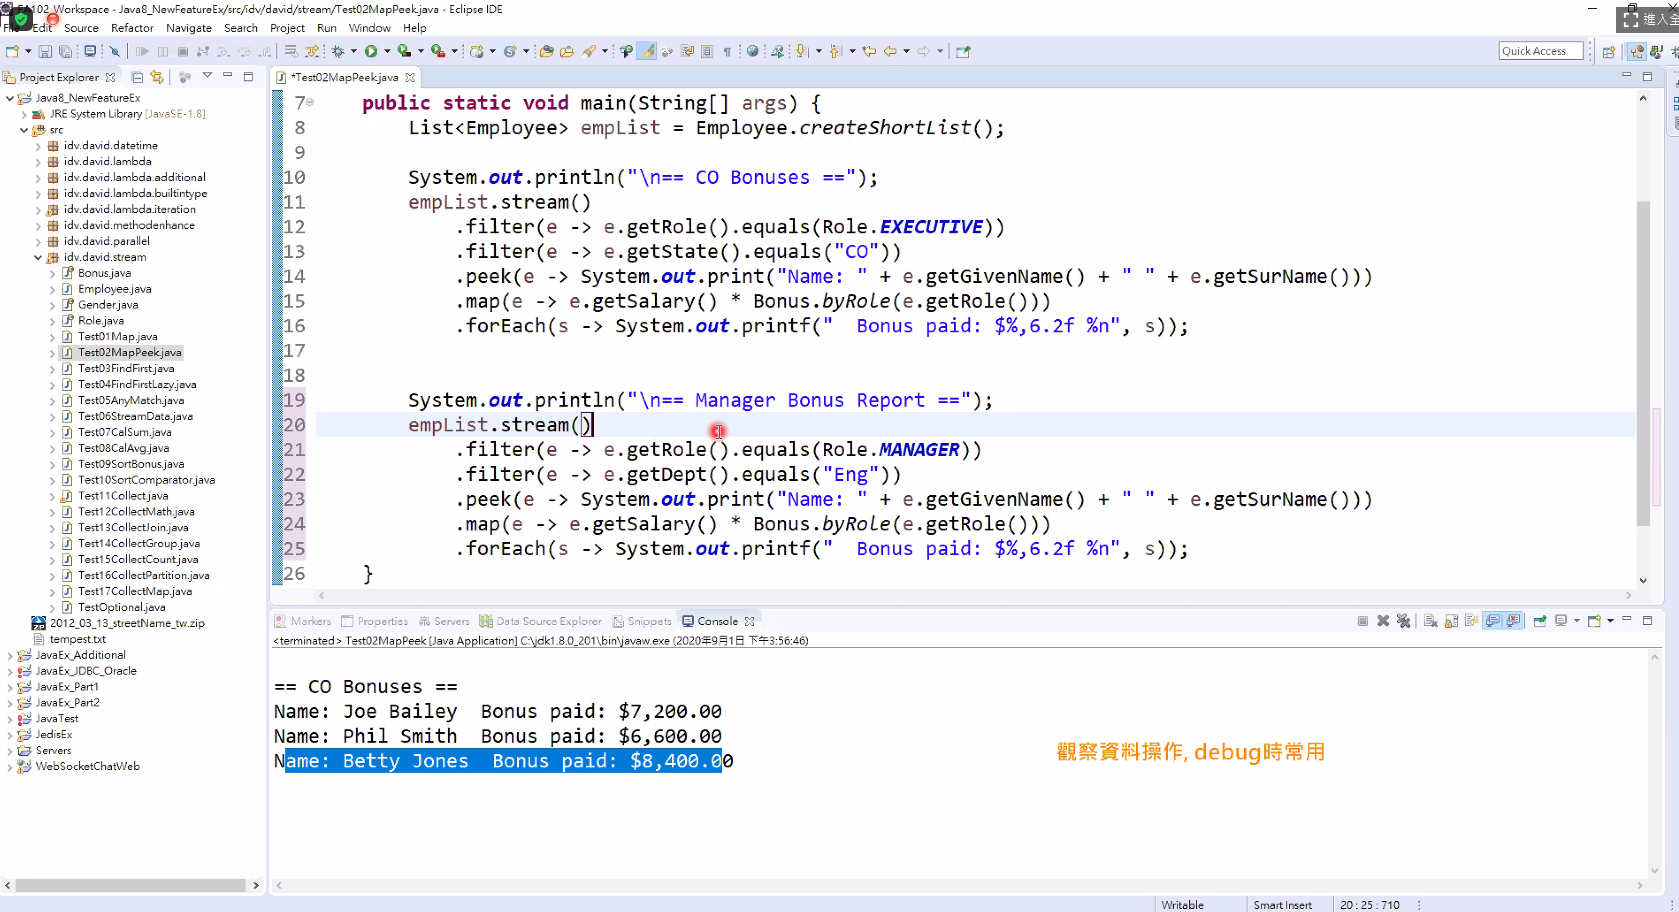 EA102_Workspace - Java8_NewFeatureEx/src/idv/david/stream/Test02MapPeek.java - Eclipse IDE
File Edit Source Refactor Navigate Search Project Run Window Help
進入全
Quick Access
Project Explorer
*Test02MapPeek.java
Java8_NewFeatureEx
JRE System Library [JavaSE-1.8]
src
idv.david.datetime
idv.david.lambda
idv.david.lambda.additional
idv.david.lambda.builtintype
idv.david.lambda.iteration
idv.david.methodenhance
idv.david.parallel
idv.david.stream
Bonus.java
Employee.java
Gender.java
Role.java
Test01Map.java
Test02MapPeek.java
Test03FindFirst.java
Test04FindFirstLazy.java
Test05AnyMatch.java
Test06StreamData.java
Test07CalSum.java
Test08CalAvg.java
Test09SortBonus.java
Test10SortComparator.java
Test11Collect.java
Test12CollectMath.java
Test13CollectJoin.java
Test14CollectGroup.java
Test15CollectCount.java
Test16CollectPartition.java
Test17CollectMap.java
TestOptional.java
2012_03_13_streetName_tw.zip
tempest.txt
JavaEx_Additional
JavaEx_JDBC_Oracle
JavaEx_Part1
JavaEx_Part2
JavaTest
JedisEx
Servers
WebSocketChatWeb
7 public static void main(String[] args) {
8 List<Employee> empList = Employee.createShortList();
9
10 System.out.println("\n== CO Bonuses ==");
11 empList.stream()
12 .filter(e -> e.getRole().equals(Role.EXECUTIVE))
13 .filter(e -> e.getState().equals("CO"))
14 .peek(e -> System.out.print("Name: " + e.getGivenName() + " " + e.getSurName()))
15 .map(e -> e.getSalary() * Bonus.byRole(e.getRole()))
16 .forEach(s -> System.out.printf("  Bonus paid: $%,6.2f %n", s));
17
18
19 System.out.println("\n== Manager Bonus Report ==");
20 empList.stream()
21 .filter(e -> e.getRole().equals(Role.MANAGER))
22 .filter(e -> e.getDept().equals("Eng"))
23 .peek(e -> System.out.print("Name: " + e.getGivenName() + " " + e.getSurName()))
24 .map(e -> e.getSalary() * Bonus.byRole(e.getRole()))
25 .forEach(s -> System.out.printf("  Bonus paid: $%,6.2f %n", s));
26 }
Markers Properties Servers Data Source Explorer Snippets Console
<terminated> Test02MapPeek [Java Application] C:\jdk1.8.0_201\bin\javaw.exe (2020年9月1日 下午3:56:46)
== CO Bonuses ==
Name: Joe Bailey  Bonus paid: $7,200.00
Name: Phil Smith  Bonus paid: $6,600.00
Name: Betty Jones  Bonus paid: $8,400.00
觀察資料操作, debug時常用
Writable Smart Insert 20 : 25 : 710